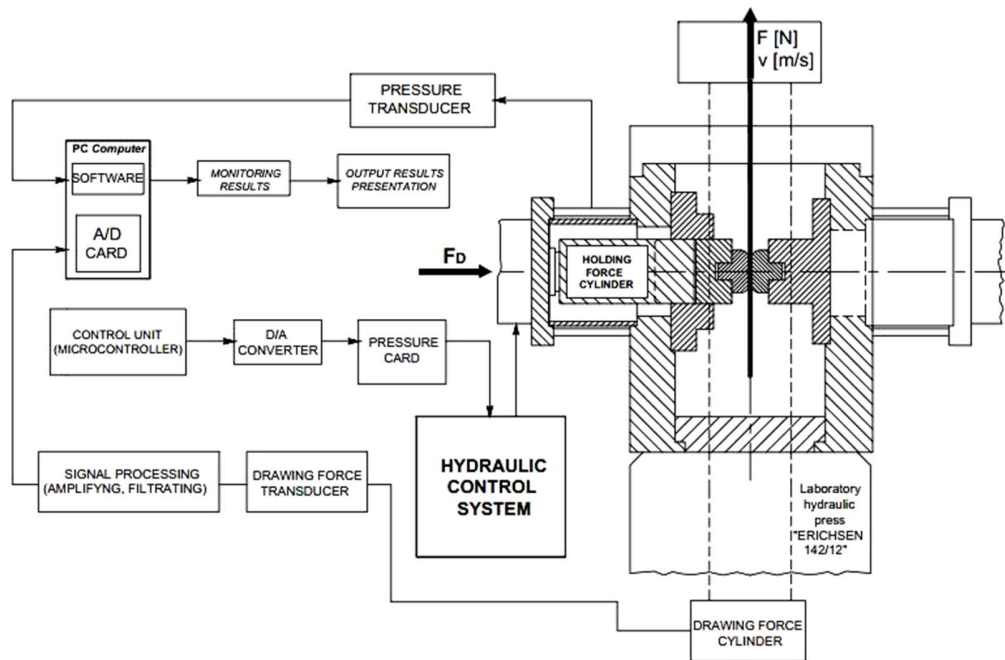 F [N]
v [m/s]
PRESSURE
TRANSDUCER
PC Computer
SOFTWARE
MONITORING
RESULTS
OUTPUT RESULTS
PRESENTATION
A/D
CARD
FD
HOLDING
FORCE
CYLINDER
CONTROL UNIT
(MICROCONTROLLER)
D/A
CONVERTER
PRESSURE
CARD
HYDRAULIC
CONTROL
SYSTEM
SIGNAL PROCESSING
(AMPLIFYNG, FILTRATING)
DRAWING FORCE
TRANSDUCER
Laboratory
hydraulic
press
"ERICHSEN
142/12"
DRAWING FORCE
CYLINDER